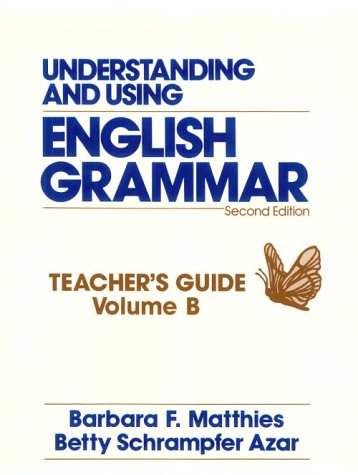 UNDERSTANDING
AND USING
ENGLISH
GRAMMAR
Second Edition
TEACHER'S GUIDE
Volume B
Barbara F. Matthies
Betty Schrampfer Azar